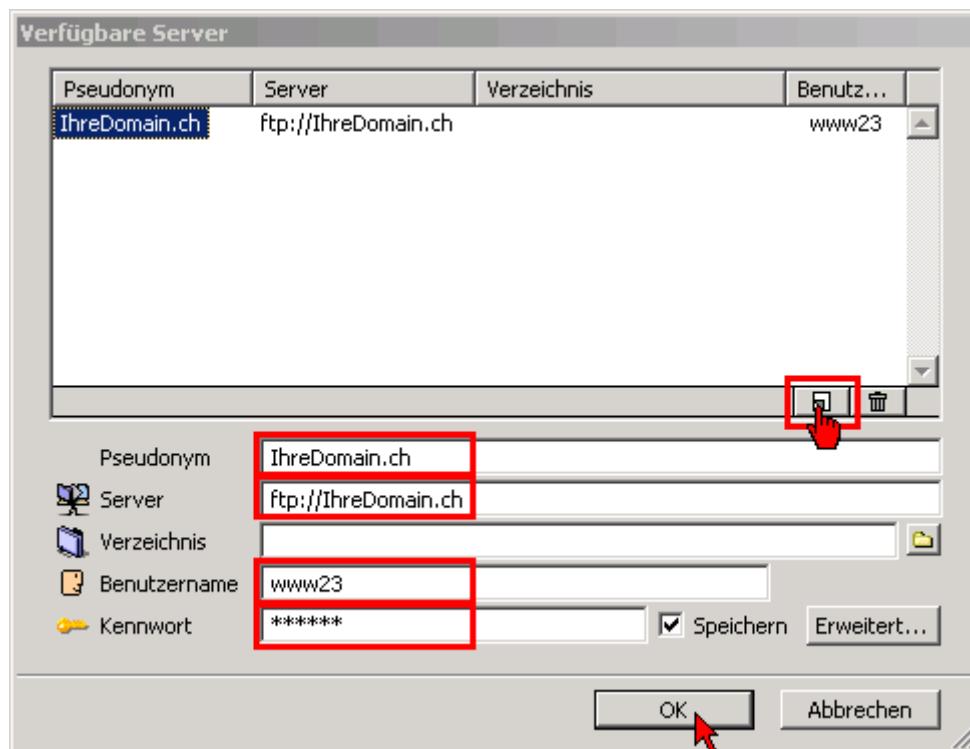 Verfügbare Server
Pseudonym Server Verzeichnis Benutz...
IhreDomain.ch ftp://IhreDomain.ch www23
Pseudonym IhreDomain.ch
Server ftp://IhreDomain.ch
Verzeichnis
Benutzername www23
Kennwort ****** Speichern Erweitert...
OK Abbrechen